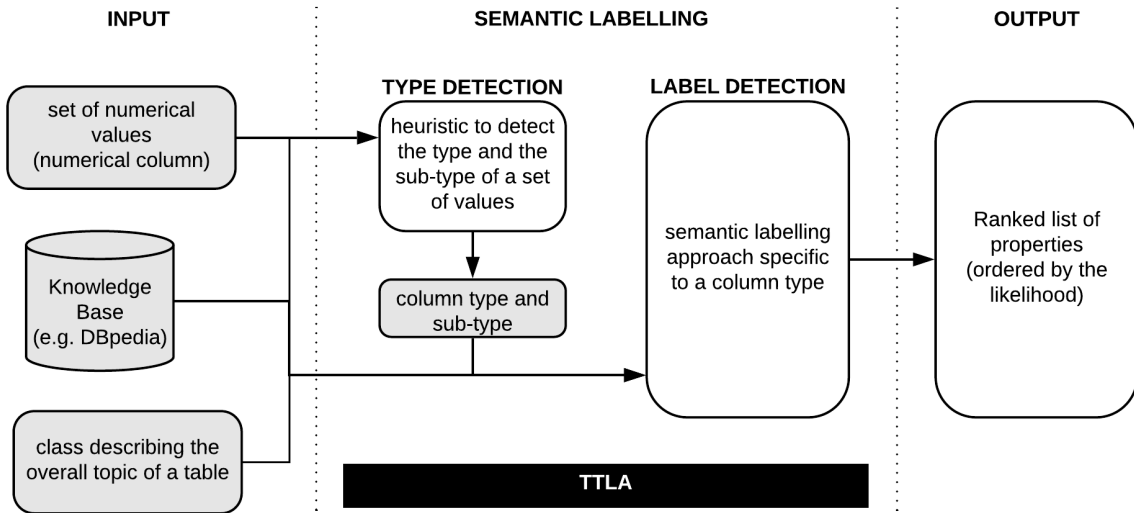 INPUT
SEMANTIC LABELLING
OUTPUT
TYPE DETECTION
LABEL DETECTION
set of numerical
values
(numerical column)
heuristic to detect
the type and the
sub-type of a set
of values
Knowledge
Base
(e.g. DBpedia)
column type and
sub-type
semantic labelling
approach specific
to a column type
Ranked list of
properties
(ordered by the
likelihood)
class describing the
overall topic of a table
TTLA